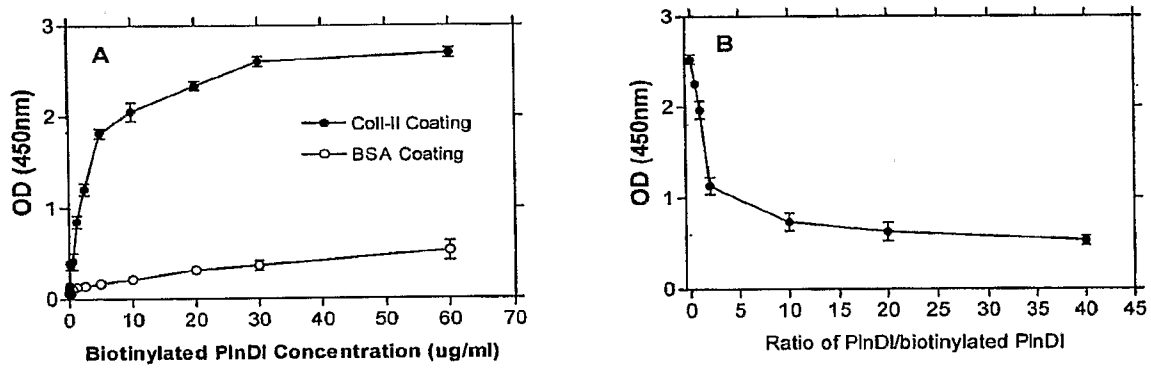 A
3
2
1
0
OD (450nm)
Coll-II Coating
BSA Coating
0 10 20 30 40 50 60 70
Biotinylated PlnDI Concentration (ug/ml)
B
3
2
1
0
OD (450nm)
0 5 10 15 20 25 30 35 40 45
Ratio of PlnDI/biotinylated PlnDI